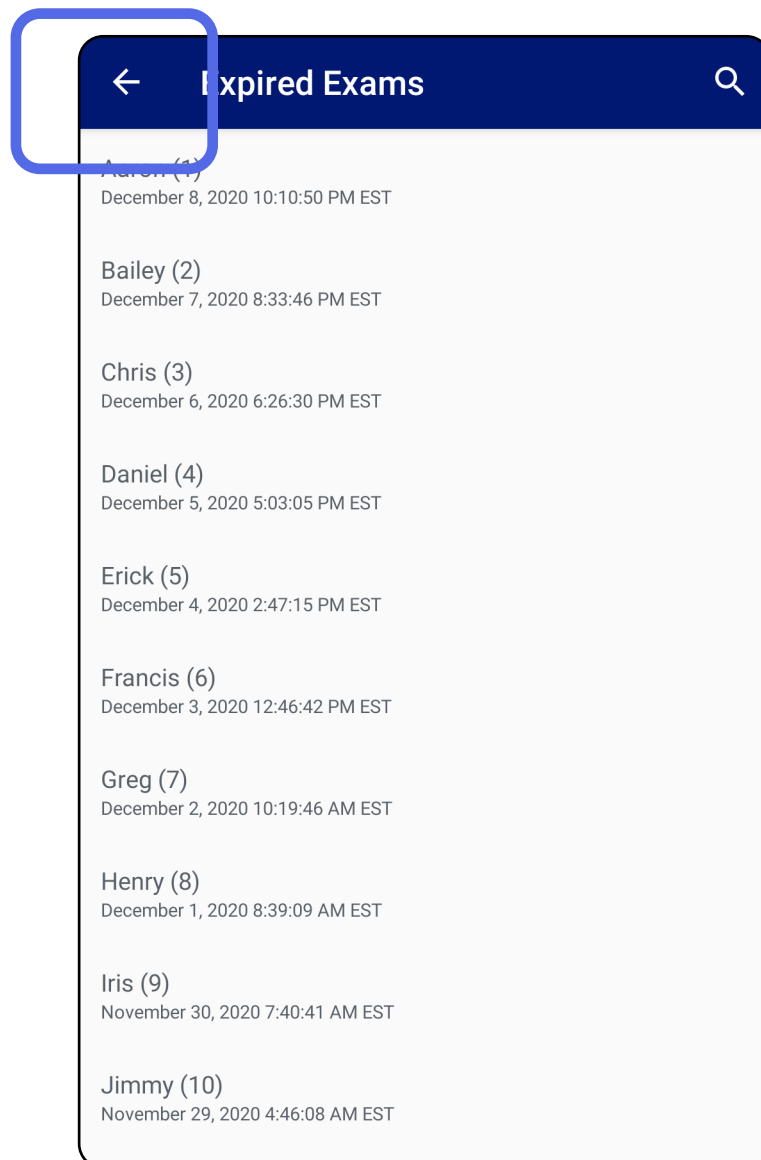 Expired Exams
Aaron (1)
December 8, 2020 10:10:50 PM EST
Bailey (2)
December 7, 2020 8:33:46 PM EST
Chris (3)
December 6, 2020 6:26:30 PM EST
Daniel (4)
December 5, 2020 5:03:05 PM EST
Erick (5)
December 4, 2020 2:47:15 PM EST
Francis (6)
December 3, 2020 12:46:42 PM EST
Greg (7)
December 2, 2020 10:19:46 AM EST
Henry (8)
December 1, 2020 8:39:09 AM EST
Iris (9)
November 30, 2020 7:40:41 AM EST
Jimmy (10)
November 29, 2020 4:46:08 AM EST